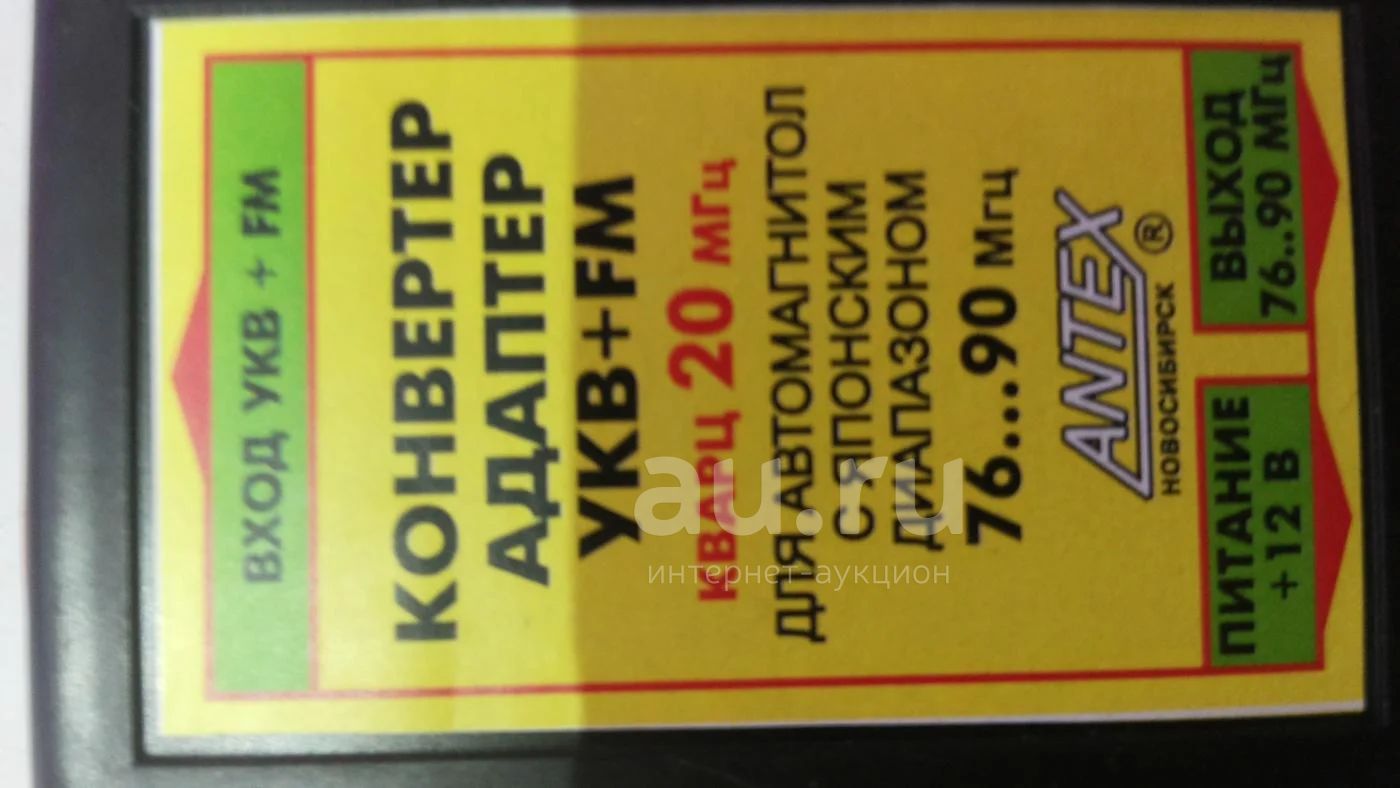 ВХОД УКВ + FM
КОНВЕРТЕР
АДАПТЕР
УКВ+FM
КВАРЦ 20 МГц
ДЛЯ АВТОМАГНИТОЛ
С ЯПОНСКИМ
ДИАПАЗОНОМ
76...90 Мгц
ANTEX ®
НОВОСИБИРСК
ПИТАНИЕ
+12 В
ВЫХОД
76..90 МГц
au.ru
интернет-аукцион